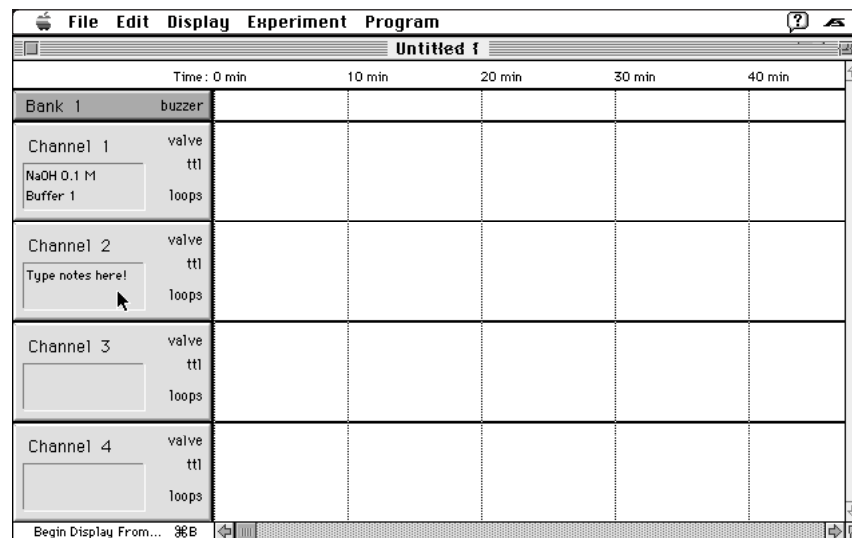 File Edit Display Experiment Program
Untitled 1
Time: 0 min 10 min 20 min 30 min 40 min
Bank 1 buzzer
Channel 1 valve
ttl
NaOH 0.1 M
Buffer 1 loops
Channel 2 valve
ttl
Type notes here!
loops
Channel 3 valve
ttl
loops
Channel 4 valve
ttl
loops
Begin Display From... ⌘B